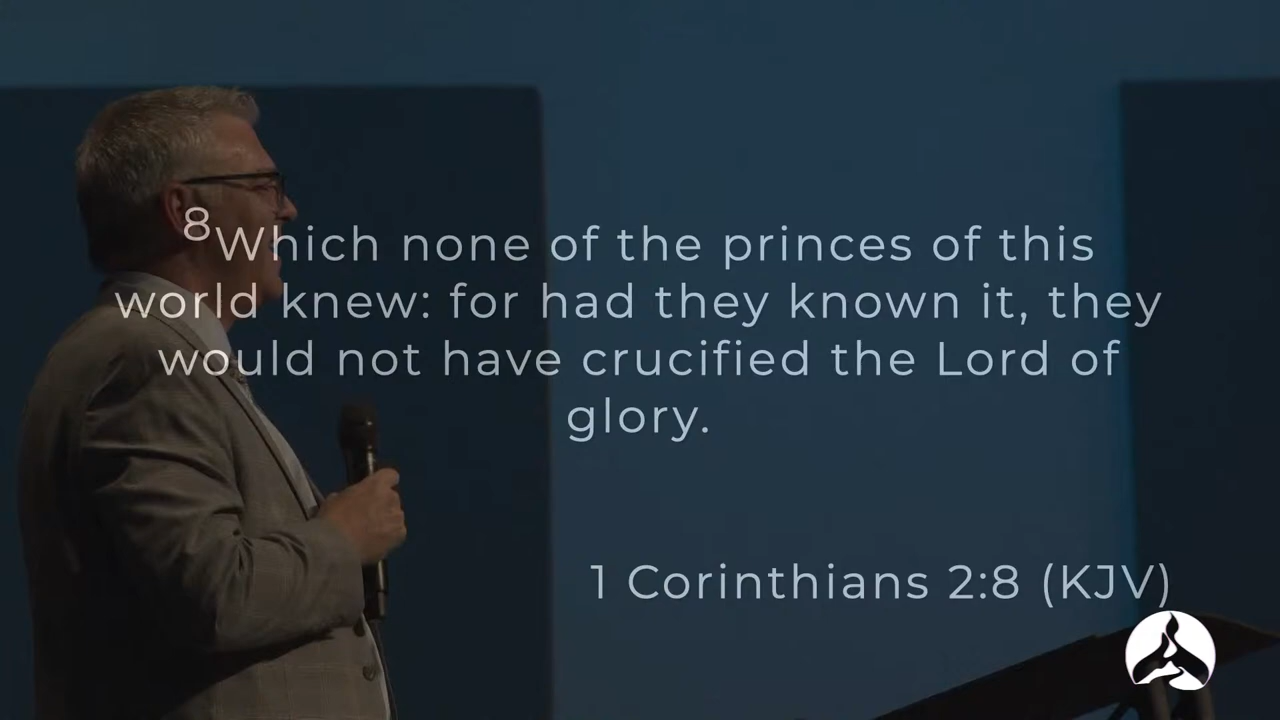 8Which none of the princes of this
world knew: for had they known it, they
would not have crucified the Lord of
glory.
1 Corinthians 2:8 (KJV)